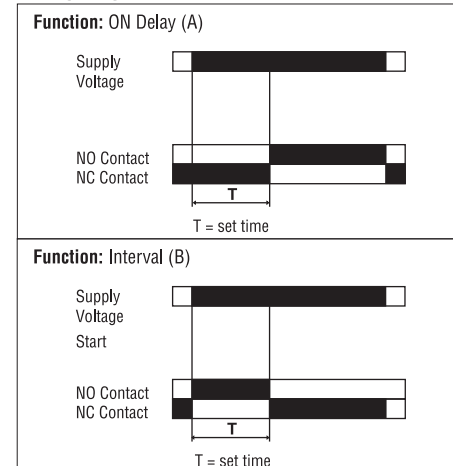 Function: ON Delay (A)
Supply
Voltage
NO Contact
NC Contact
T
T = set time
Function: Interval (B)
Supply
Voltage
Start
NO Contact
NC Contact
T
T = set time